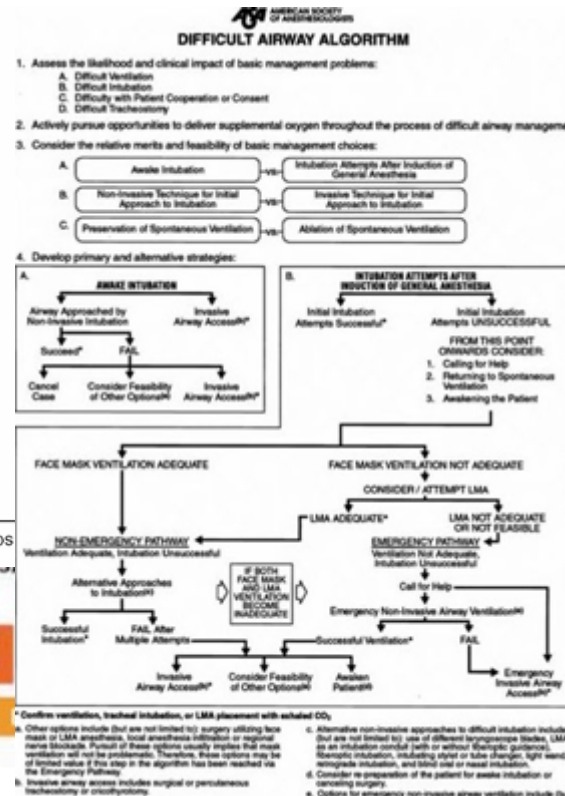 AMERICAN SOCIETY
OF ANESTHESIOLOGISTS
DIFFICULT AIRWAY ALGORITHM
1. Assess the likelihood and clinical impact of basic management problems:
A. Difficult Ventilation
B. Difficult Intubation
C. Difficulty with Patient Cooperation or Consent
D. Difficult Tracheostomy
2. Actively pursue opportunities to deliver supplemental oxygen throughout the process of difficult airway manageme
3. Consider the relative merits and feasibility of basic management choices:
A. Awake Intubation -vs- Intubation Attempts After Induction of
General Anesthesia
B. Non-Invasive Technique for Initial
Approach to Intubation -vs- Invasive Technique for Initial
Approach to Intubation
C. Preservation of Spontaneous Ventilation -vs- Ablation of Spontaneous Ventilation
4. Develop primary and alternative strategies:
A.
AWAKE INTUBATION
Airway Approached by
Non-Invasive Intubation
Invasive
Airway Access(b)*
Succeed*
FAIL
Cancel
Case
Consider Feasibility
of Other Options(a)
Invasive
Airway Access(b)*
B.
INTUBATION ATTEMPTS AFTER
INDUCTION OF GENERAL ANESTHESIA
Initial Intubation
Attempts Successful*
Initial Intubation
Attempts UNSUCCESSFUL
FROM THIS POINT
ONWARDS CONSIDER:
1. Calling for Help
2. Returning to Spontaneous
Ventilation
3. Awakening the Patient
FACE MASK VENTILATION ADEQUATE
FACE MASK VENTILATION NOT ADEQUATE
CONSIDER / ATTEMPT LMA
LMA ADEQUATE*
LMA NOT ADEQUATE
OR NOT FEASIBLE
NON-EMERGENCY PATHWAY
Ventilation Adequate, Intubation Unsuccessful
EMERGENCY PATHWAY
Ventilation Not Adequate,
Intubation Unsuccessful
Alternative Approaches
to Intubation(c)
IF BOTH
FACE MASK
AND LMA
VENTILATION
BECOME
INADEQUATE
Call for Help
Emergency Non-Invasive Airway Ventilation(e)
Successful
Intubation*
FAIL After
Multiple Attempts
Successful Ventilation*
FAIL
Invasive
Airway Access(b)*
Consider Feasibility
of Other Options(a)
Awaken
Patient(d)
Emergency
Invasive Airway
Access(b)*
* Confirm ventilation, tracheal intubation, or LMA placement with exhaled CO2
a. Other options include (but are not limited to): surgery utilizing face
mask or LMA anesthesia, local anesthesia infiltration or regional
nerve blockade. Pursuit of these options usually implies that mask
ventilation will not be problematic. Therefore, these options may be
of limited value if this step in the algorithm has been reached via
the Emergency Pathway.
b. Invasive airway access includes surgical or percutaneous
tracheostomy or cricothyrotomy.
c. Alternative non-invasive approaches to difficult intubation include
(but are not limited to): use of different laryngoscope blades, LMA
as an intubation conduit (with or without fiberoptic guidance),
fiberoptic intubation, intubating stylet or tube changer, light wand,
retrograde intubation, and blind oral or nasal intubation.
d. Consider re-preparation of the patient for awake intubation or
canceling surgery.
e. Options for emergency non-invasive airway ventilation include (bu